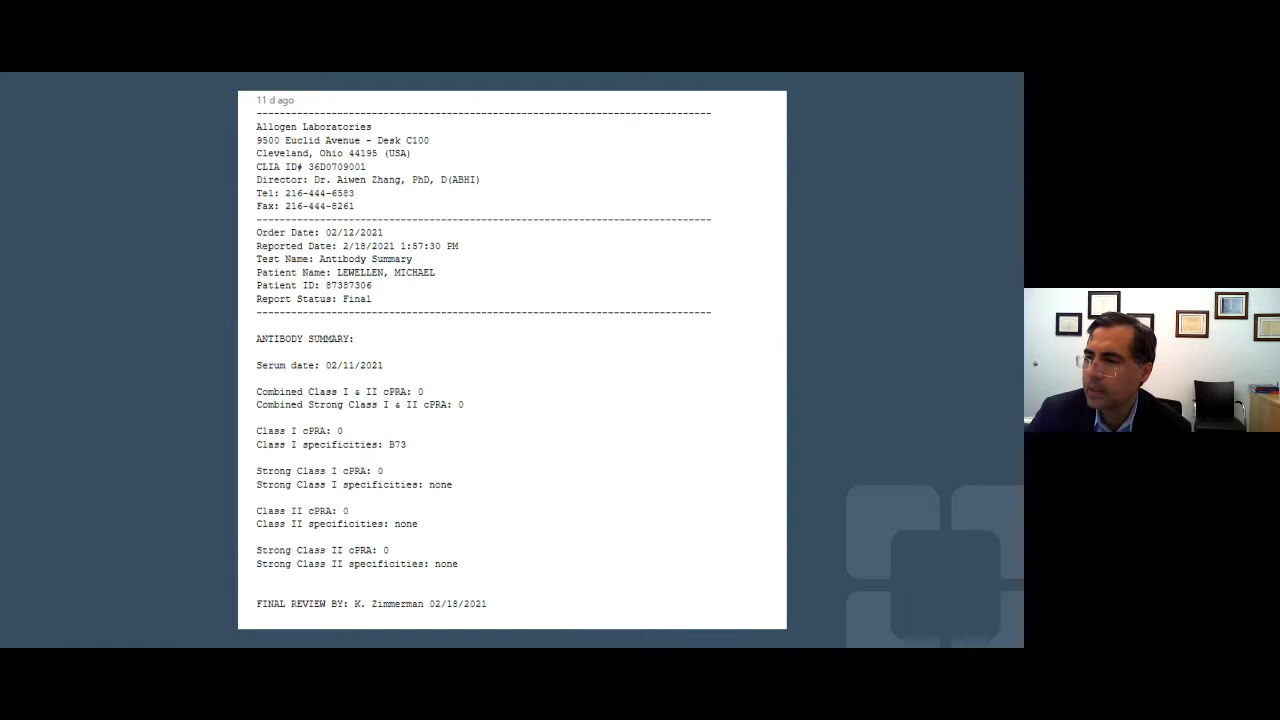 11 d ago
--------------------------------------------------------------------------------
Allogen Laboratories
9500 Euclid Avenue - Desk C100
Cleveland, Ohio 44195 (USA)
CLIA ID# 36D0709001
Director: Dr. Aiwen Zhang, PhD, D(ABHI)
Tel: 216-444-6583
Fax: 216-444-8261
--------------------------------------------------------------------------------
Order Date: 02/12/2021
Reported Date: 2/18/2021 1:57:30 PM
Test Name: Antibody Summary
Patient Name: LEWELLEN, MICHAEL
Patient ID: 87387306
Report Status: Final
--------------------------------------------------------------------------------
ANTIBODY SUMMARY:
Serum date: 02/11/2021
Combined Class I & II cPRA: 0
Combined Strong Class I & II cPRA: 0
Class I cPRA: 0
Class I specificities: B73
Strong Class I cPRA: 0
Strong Class I specificities: none
Class II cPRA: 0
Class II specificities: none
Strong Class II cPRA: 0
Strong Class II specificities: none
FINAL REVIEW BY: K. Zimmerman 02/18/2021